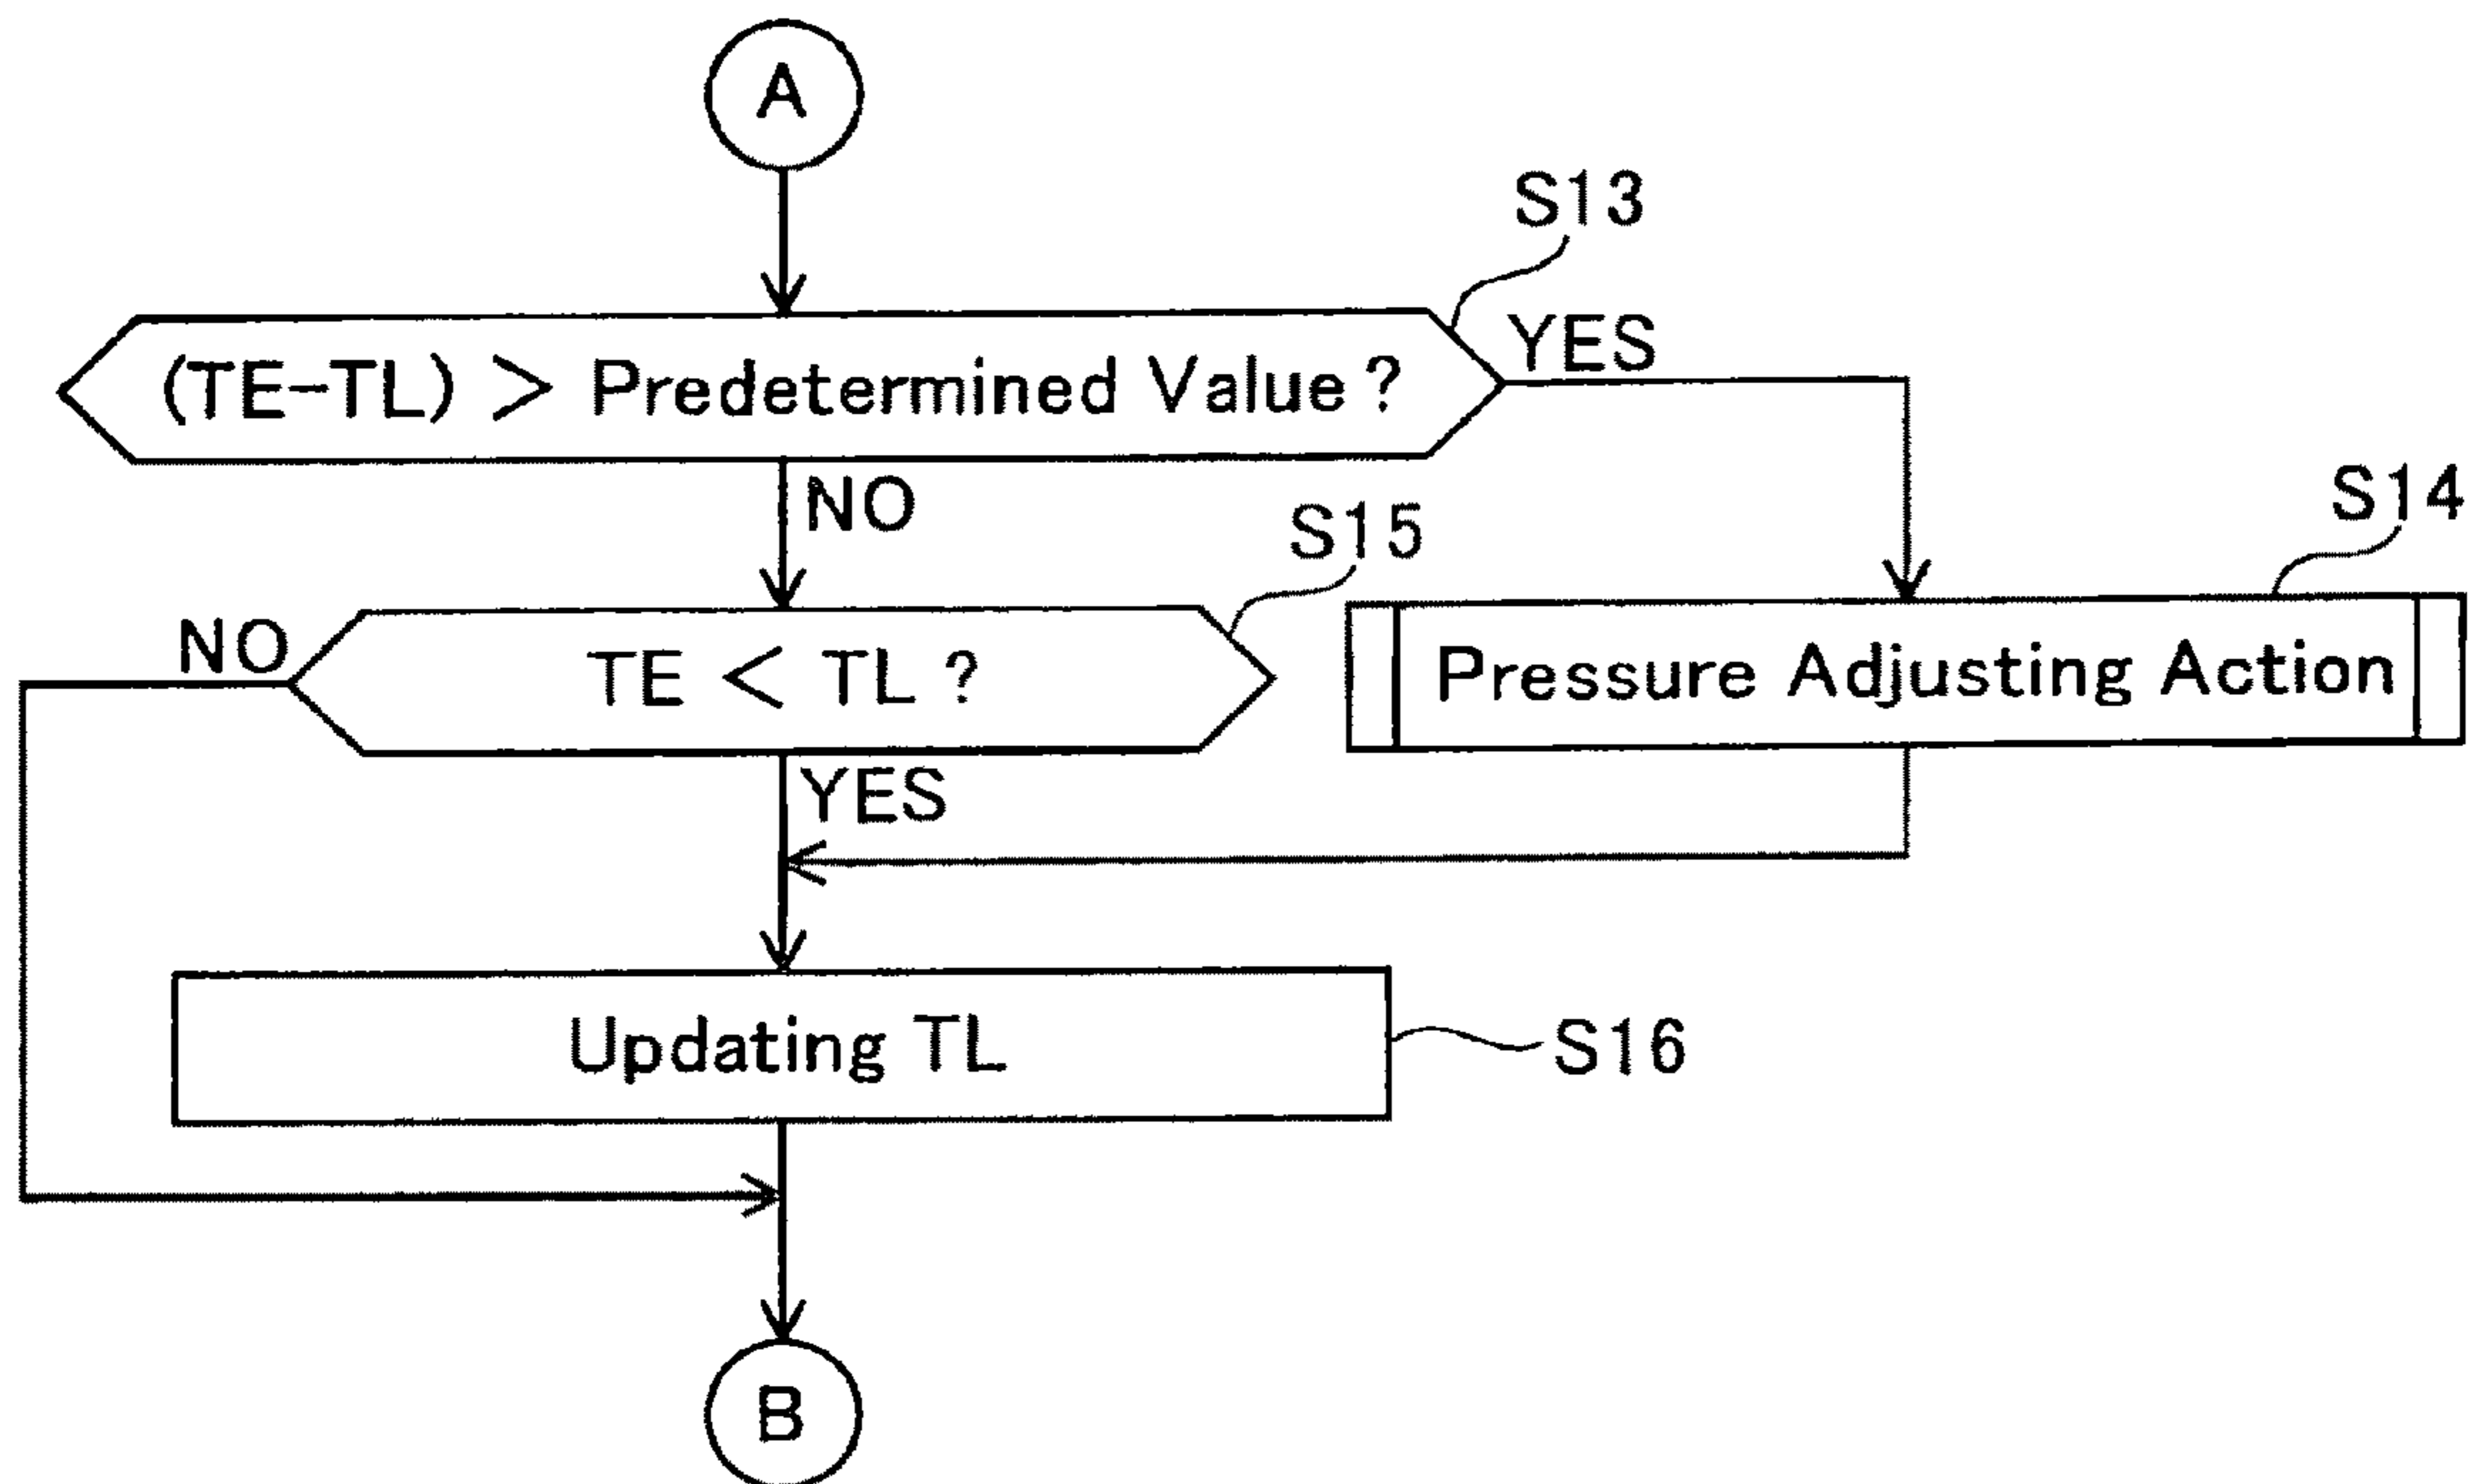 A
S13
(TE-TL) > Predetermined Value ?
YES
NO
S15
S14
NO
TE < TL ?
Pressure Adjusting Action
YES
Updating TL
S16
B